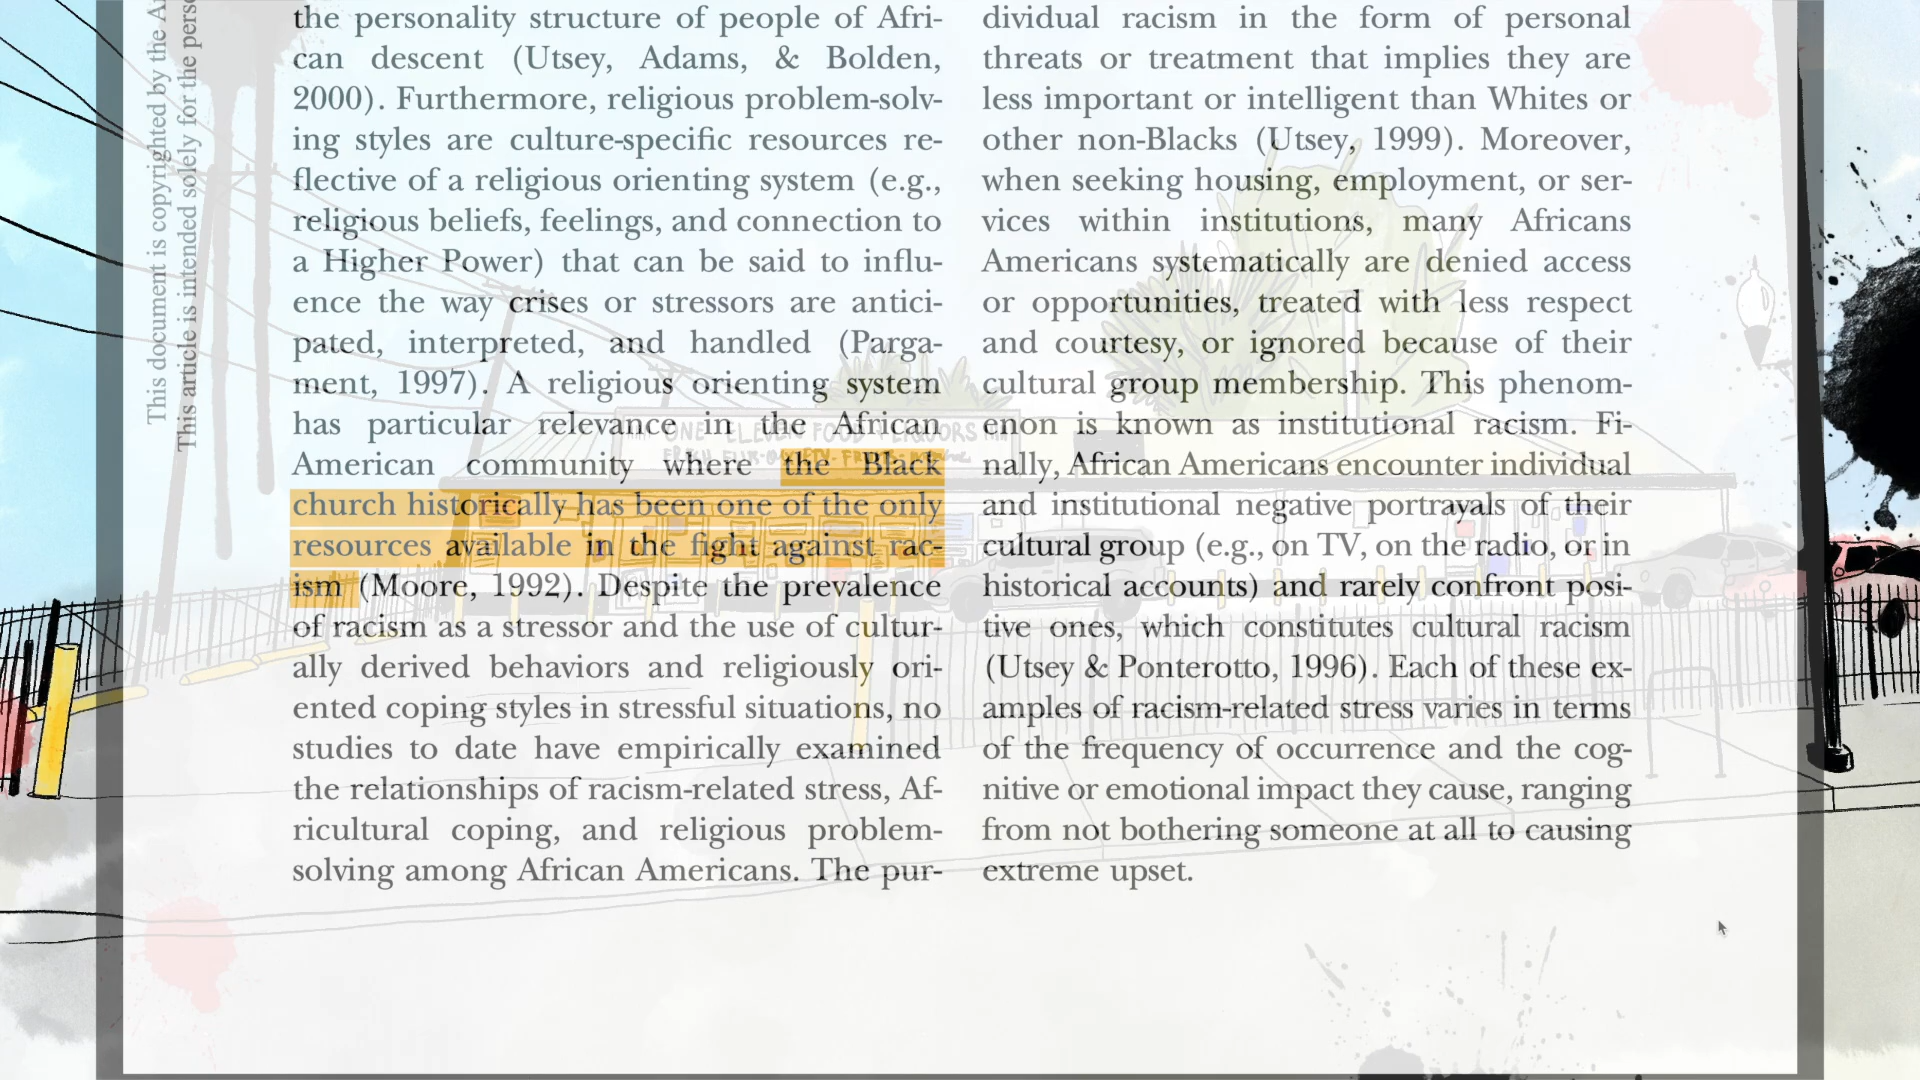 This document is copyrighted by the
This article is intended solely for the
the personality structure of people of Afri-
can descent (Utsey, Adams, & Bolden,
2000). Furthermore, religious problem-solv-
ing styles are culture-specific resources re-
flective of a religious orienting system (e.g.,
religious beliefs, feelings, and connection to
a Higher Power) that can be said to influ-
ence the way crises or stressors are antici-
pated, interpreted, and handled (Parga-
ment, 1997). A religious orienting system
has particular relevance in the African
American community where the Black
church historically has been one of the only
resources available in the fight against rac-
ism (Moore, 1992). Despite the prevalence
of racism as a stressor and the use of cultur-
ally derived behaviors and religiously ori-
ented coping styles in stressful situations, no
studies to date have empirically examined
the relationships of racism-related stress, Af-
ricultural coping, and religious problem-
solving among African Americans. The pur-
dividual racism in the form of personal
threats or treatment that implies they are
less important or intelligent than Whites or
other non-Blacks (Utsey, 1999). Moreover,
when seeking housing, employment, or ser-
vices within institutions, many Africans
Americans systematically are denied access
or opportunities, treated with less respect
and courtesy, or ignored because of their
cultural group membership. This phenom-
enon is known as institutional racism. Fi-
nally, African Americans encounter individual
and institutional negative portrayals of their
cultural group (e.g., on TV, on the radio, or in
historical accounts) and rarely confront posi-
tive ones, which constitutes cultural racism
(Utsey & Ponterotto, 1996). Each of these ex-
amples of racism-related stress varies in terms
of the frequency of occurrence and the cog-
nitive or emotional impact they cause, ranging
from not bothering someone at all to causing
extreme upset.
ONE ELEVEN FOOD LIQUORS